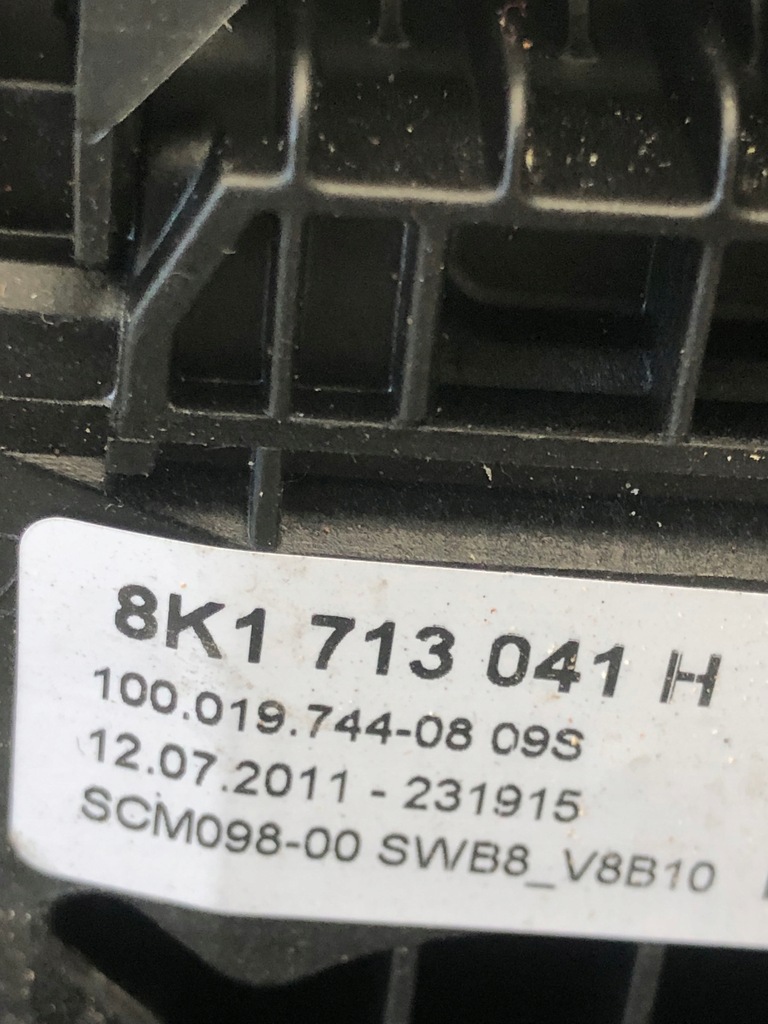 8K1 713 041 H
100.019.744-08 09S
12.07.2011 - 231915
SCM098-00 SWB8_V8B10